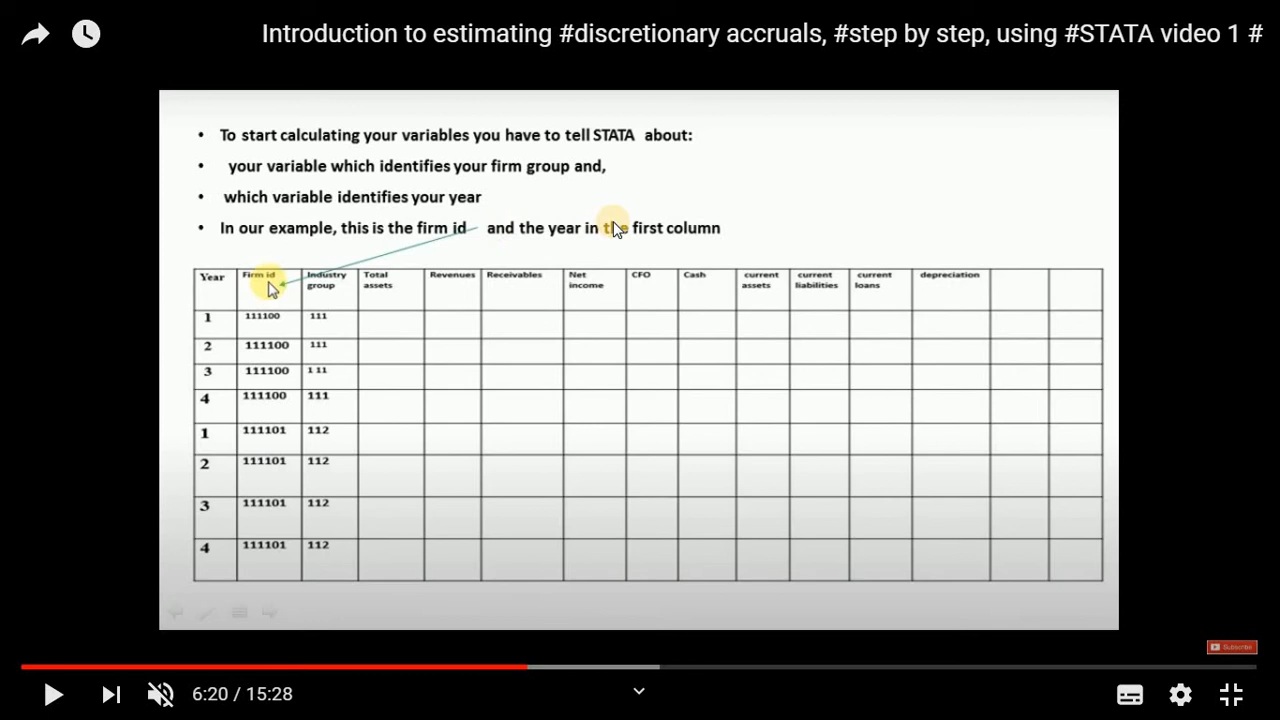 Introduction to estimating #discretionary accruals, #step by step, using #STATA video 1 #
• To start calculating your variables you have to tell STATA about:
• your variable which identifies your firm group and,
• which variable identifies your year
• In our example, this is the firm id and the year in the first column
Year Firm id Industry group Total assets Revenues Receivables Net income CFO Cash current assets current liabilities current loans depreciation
1 111100 111
2 111100 111
3 111100 1 11
4 111100 111
1 111101 112
2 111101 112
3 111101 112
4 111101 112
Subscribe
6:20 / 15:28